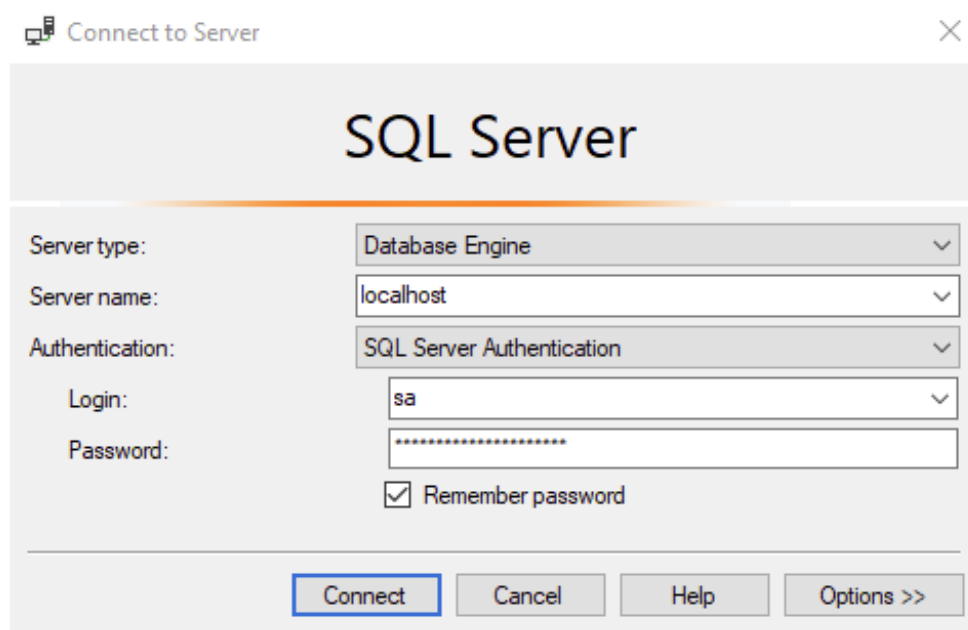 Connect to Server
SQL Server
Server type: Database Engine
Server name: localhost
Authentication: SQL Server Authentication
Login: sa
Password: *********************
Remember password
Connect Cancel Help Options >>